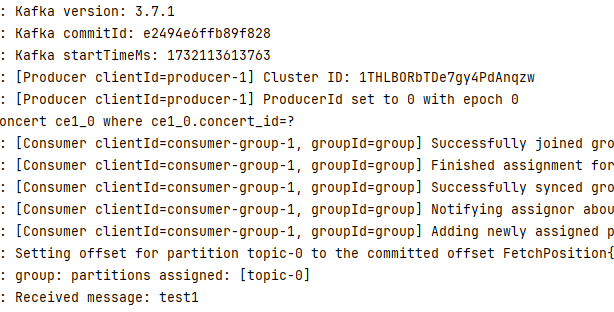 : Kafka version: 3.7.1
: Kafka commitId: e2494e6ffb89f828
: Kafka startTimeMs: 1732113613763
: [Producer clientId=producer-1] Cluster ID: 1THLBORbTDe7gy4PdAnqzw
: [Producer clientId=producer-1] ProducerId set to 0 with epoch 0
oncert ce1_0 where ce1_0.concert_id=?
: [Consumer clientId=consumer-group-1, groupId=group] Successfully joined gro
: [Consumer clientId=consumer-group-1, groupId=group] Finished assignment for
: [Consumer clientId=consumer-group-1, groupId=group] Successfully synced gro
: [Consumer clientId=consumer-group-1, groupId=group] Notifying assignor abou
: [Consumer clientId=consumer-group-1, groupId=group] Adding newly assigned p
: Setting offset for partition topic-0 to the committed offset FetchPosition{
: group: partitions assigned: [topic-0]
: Received message: test1